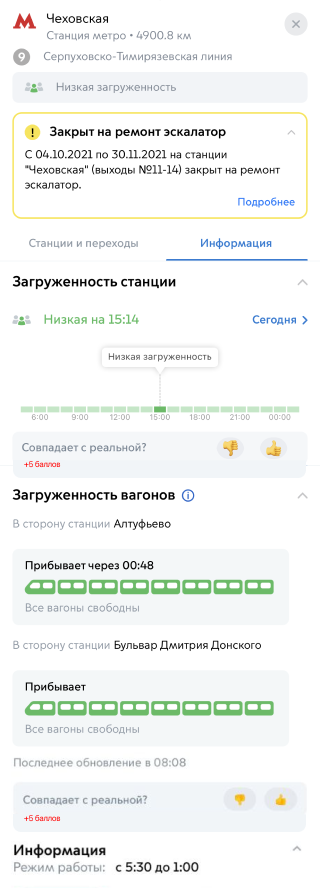 Чеховская
Станция метро • 4900.8 км
9 Серпуховско-Тимирязевская линия
Низкая загруженность
! Закрыт на ремонт эскалатор
С 04.10.2021 по 30.11.2021 на станции
"Чеховская" (выходы №11-14) закрыт на ремонт
эскалатор.
Подробнее
Станции и переходы Информация
Загруженность станции
Низкая на 15:14 Сегодня
Низкая загруженность
6:00 9:00 12:00 15:00 18:00 21:00 00:00
Совпадает с реальной?
+5 баллов
Загруженность вагонов i
В сторону станции Алтуфьево
Прибывает через 00:48
Все вагоны свободны
В сторону станции Бульвар Дмитрия Донского
Прибывает
Все вагоны свободны
Последнее обновление в 08:08
Совпадает с реальной?
+5 баллов
Информация
Режим работы: с 5:30 до 1:00